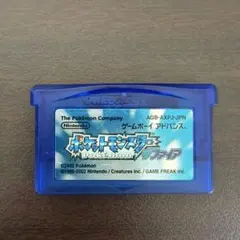 The Pokémon Company
AGB-AXPJ-JPN
Nintendo
ゲームボーイ アドバンス
ポケットモンスター
サファイア
©2002 Pokémon
©1995-2002 Nintendo / Creatures inc. / GAME FREAK inc.